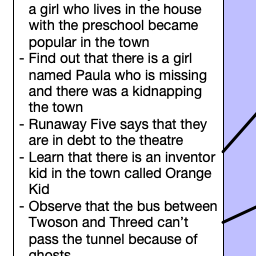 a girl who lives in the house
with the preschool became
popular in the town
- Find out that there is a girl
named Paula who is missing
and there was a kidnapping
the town
- Runaway Five says that they
are in debt to the theatre
- Learn that there is an inventor
kid in the town called Orange
Kid
- Observe that the bus between
Twoson and Threed can't
pass the tunnel because of
ghosts